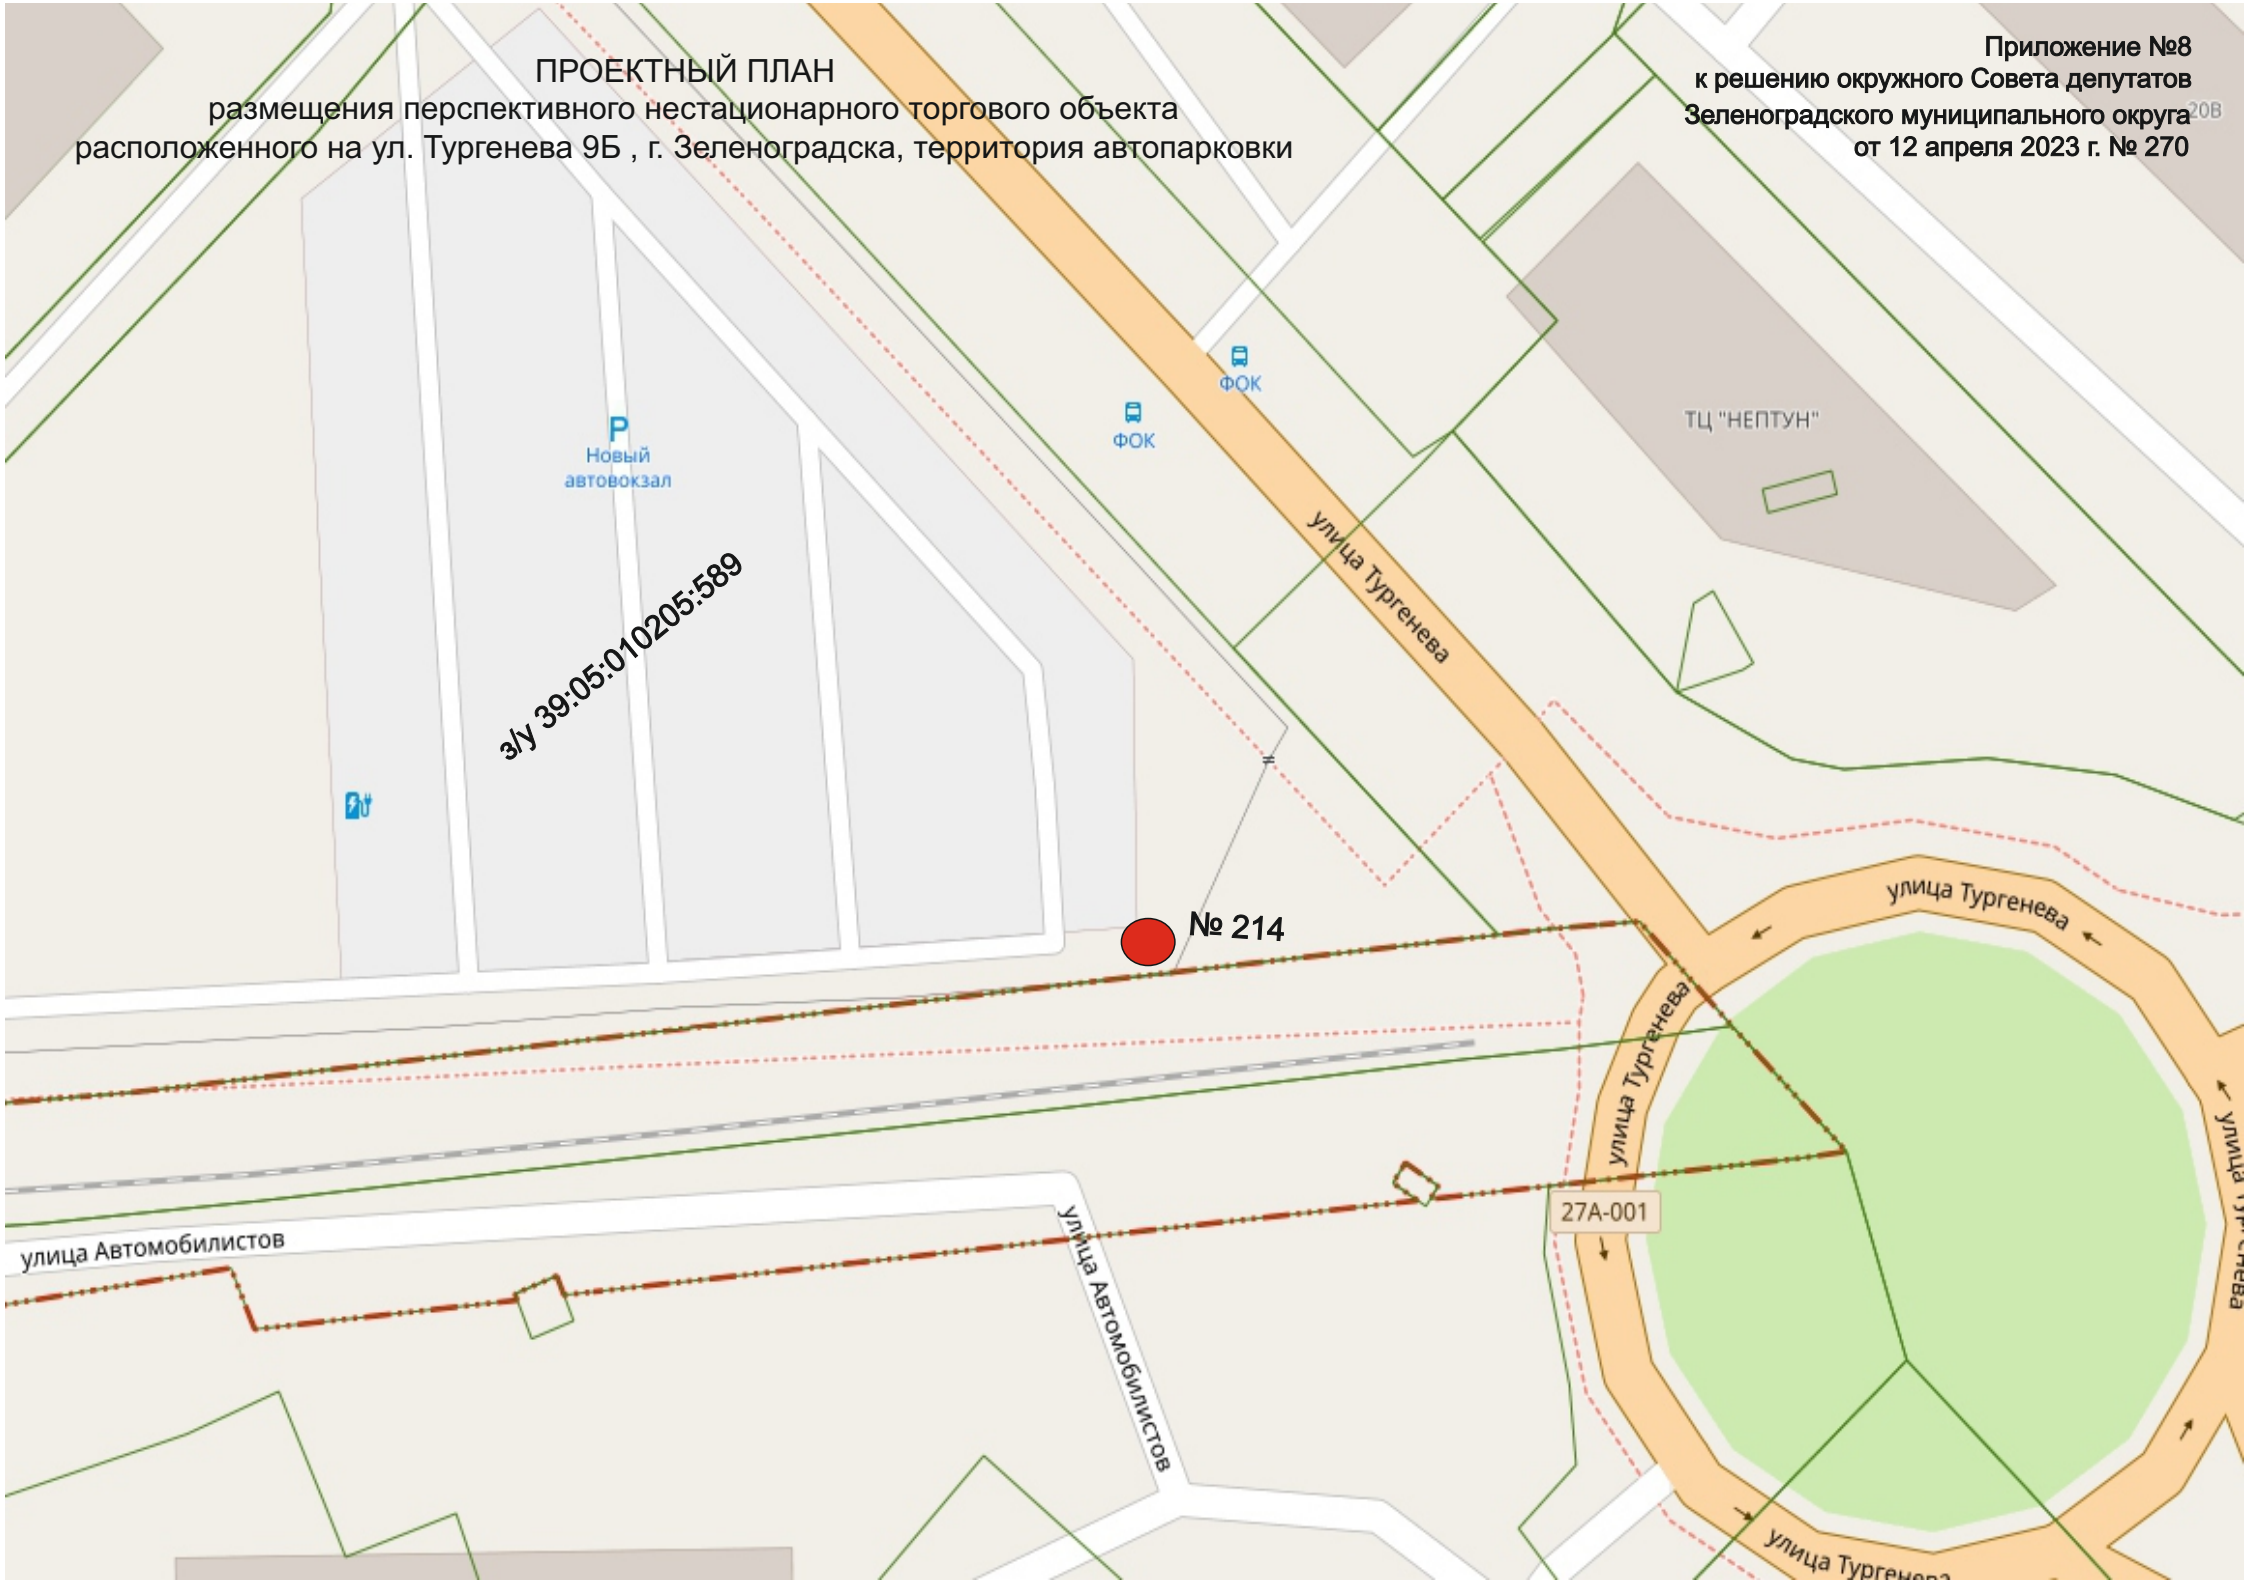 ПРОЕКТНЫЙ ПЛАН
размещения перспективного нестационарного торгового объекта
расположенного на ул. Тургенева 9Б , г. Зеленоградска, территория автопарковки
Приложение №8
к решению окружного Совета депутатов
Зеленоградского муниципального округа
от 12 апреля 2023 г. № 270
20В
ФОК
ФОК
ТЦ "НЕПТУН"
P
Новый
автовокзал
улица Тургенева
з/у 39:05:010205:589
№ 214
улица Тургенева
улица Тургенева
улица Тургенева
27А-001
улица Автомобилистов
улица Автомобилистов
улица Тургенева